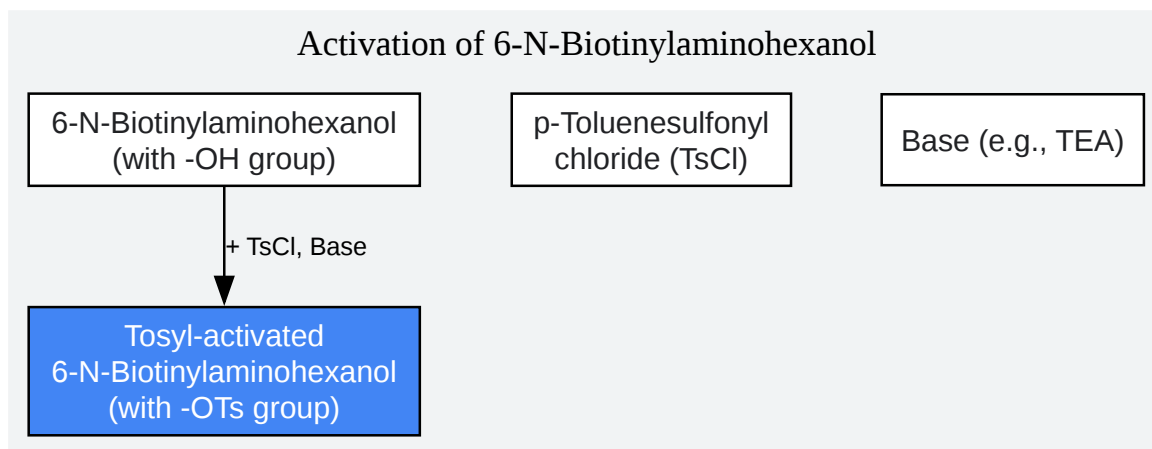 Activation of 6-N-Biotinylaminohexanol
6-N-Biotinylaminohexanol
(with -OH group)
p-Toluenesulfonyl
chloride (TsCl)
Base (e.g., TEA)
+ TsCl, Base
Tosyl-activated
6-N-Biotinylaminohexanol
(with -OTs group)